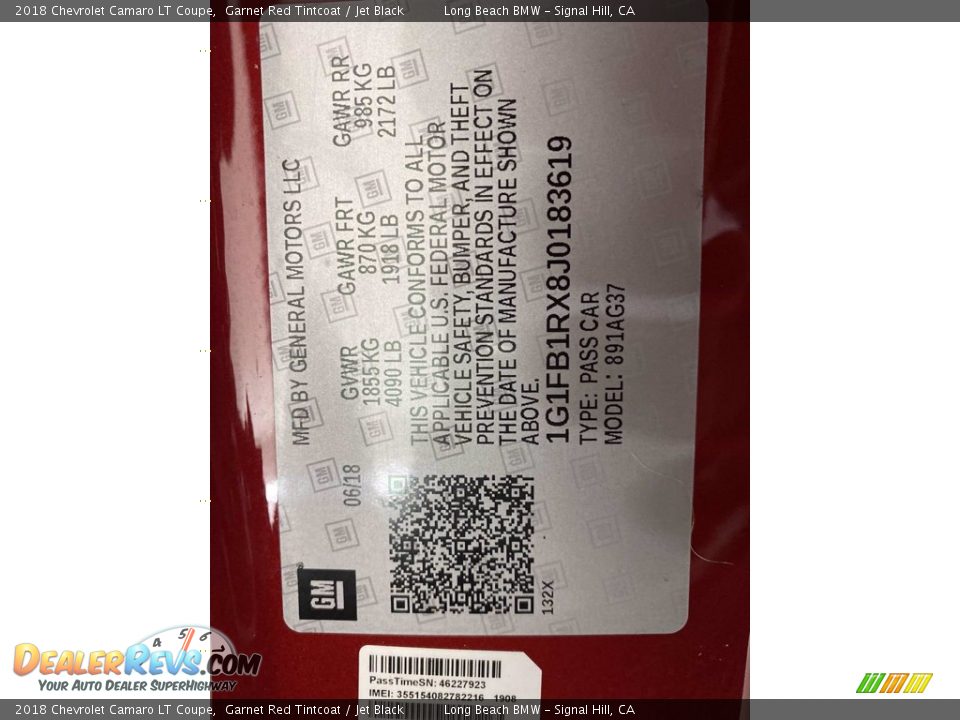 2018 Chevrolet Camaro LT Coupe, Garnet Red Tintcoat / Jet Black Long Beach BMW - Signal Hill, CA
MFD BY GENERAL MOTORS LLC
06/18 GVWR GAWR FRT GAWR RR
1855 KG 870 KG 985 KG
4090 LB 1918 LB 2172 LB
THIS VEHICLE CONFORMS TO ALL
APPLICABLE U.S. FEDERAL MOTOR
VEHICLE SAFETY, BUMPER, AND THEFT
PREVENTION STANDARDS IN EFFECT ON
THE DATE OF MANUFACTURE SHOWN
ABOVE.
1G1FB1RX8J0183619
TYPE: PASS CAR
MODEL: 891AG37
GM
132X
PassTimeSN: 46227923
IMEI: 355154082782216 1908
4 5 6
DEALERREVS.COM
YOUR AUTO DEALER SUPERHIGHWAY
2018 Chevrolet Camaro LT Coupe, Garnet Red Tintcoat / Jet Black Long Beach BMW - Signal Hill, CA